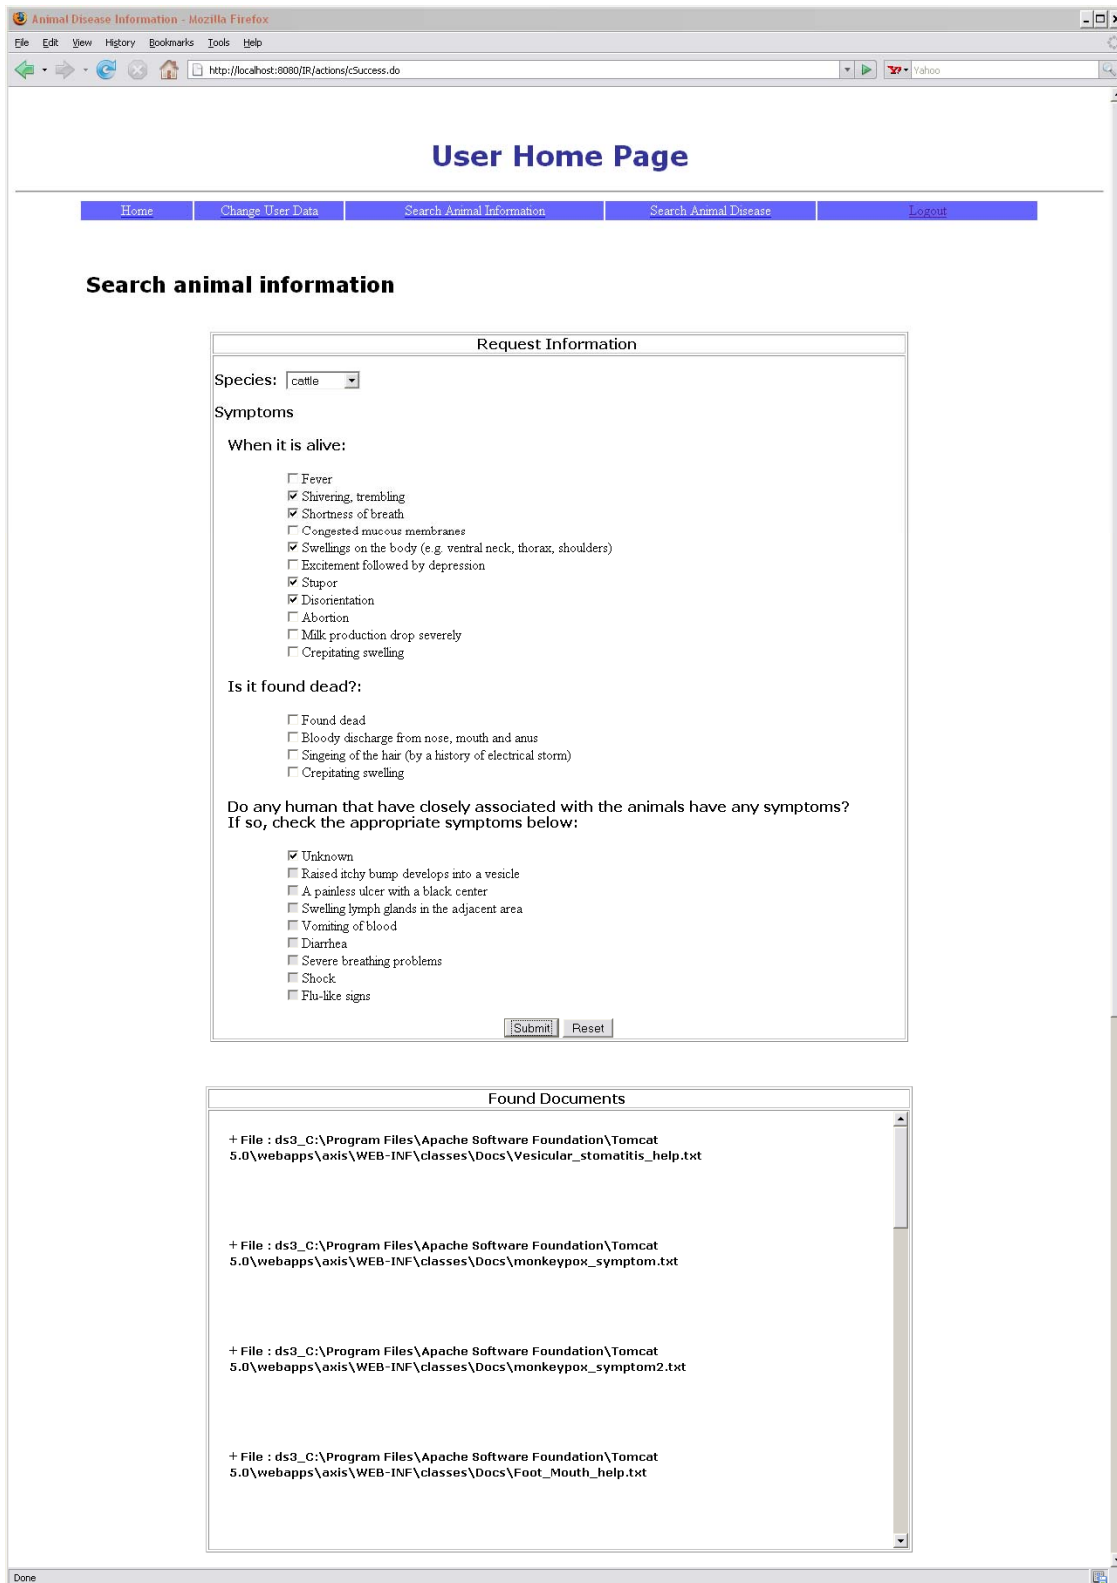 Animal Disease Information - Mozilla Firefox
File Edit View History Bookmarks Tools Help
http://localhost:8080/IR/actions/cSuccess.do Yahoo
User Home Page
Home Change User Data Search Animal Information Search Animal Disease Logout
Search animal information
Request Information
Species: cattle
Symptoms
When it is alive:
Fever
Shivering, trembling
Shortness of breath
Congested mucous membranes
Swellings on the body (e.g. ventral neck, thorax, shoulders)
Excitement followed by depression
Stupor
Disorientation
Abortion
Milk production drop severely
Crepitating swelling
Is it found dead?:
Found dead
Bloody discharge from nose, mouth and anus
Singeing of the hair (by a history of electrical storm)
Crepitating swelling
Do any human that have closely associated with the animals have any symptoms?
If so, check the appropriate symptoms below:
Unknown
Raised itchy bump develops into a vesicle
A painless ulcer with a black center
Swelling lymph glands in the adjacent area
Vomiting of blood
Diarrhea
Severe breathing problems
Shock
Flu-like signs
Submit Reset
Found Documents
+ File : ds3_C:\Program Files\Apache Software Foundation\Tomcat
5.0\webapps\axis\WEB-INF\classes\Docs\Vesicular_stomatitis_help.txt
+ File : ds3_C:\Program Files\Apache Software Foundation\Tomcat
5.0\webapps\axis\WEB-INF\classes\Docs\monkeypox_symptom.txt
+ File : ds3_C:\Program Files\Apache Software Foundation\Tomcat
5.0\webapps\axis\WEB-INF\classes\Docs\monkeypox_symptom2.txt
+ File : ds3_C:\Program Files\Apache Software Foundation\Tomcat
5.0\webapps\axis\WEB-INF\classes\Docs\Foot_Mouth_help.txt
Done